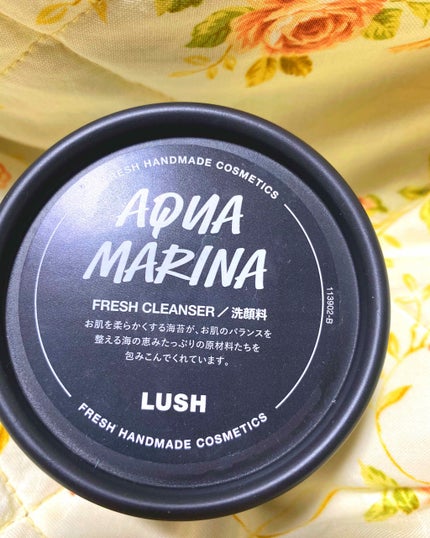 FRESH HANDMADE COSMETICS
AQUA
MARINA
FRESH CLEANSER／洗顔料
お肌を柔らかくする海苔が、お肌のバランスを
整える海の恵みたっぷりの原材料たちを
包みこんでくれています。
113902-B
LUSH
FRESH HANDMADE COSMETICS